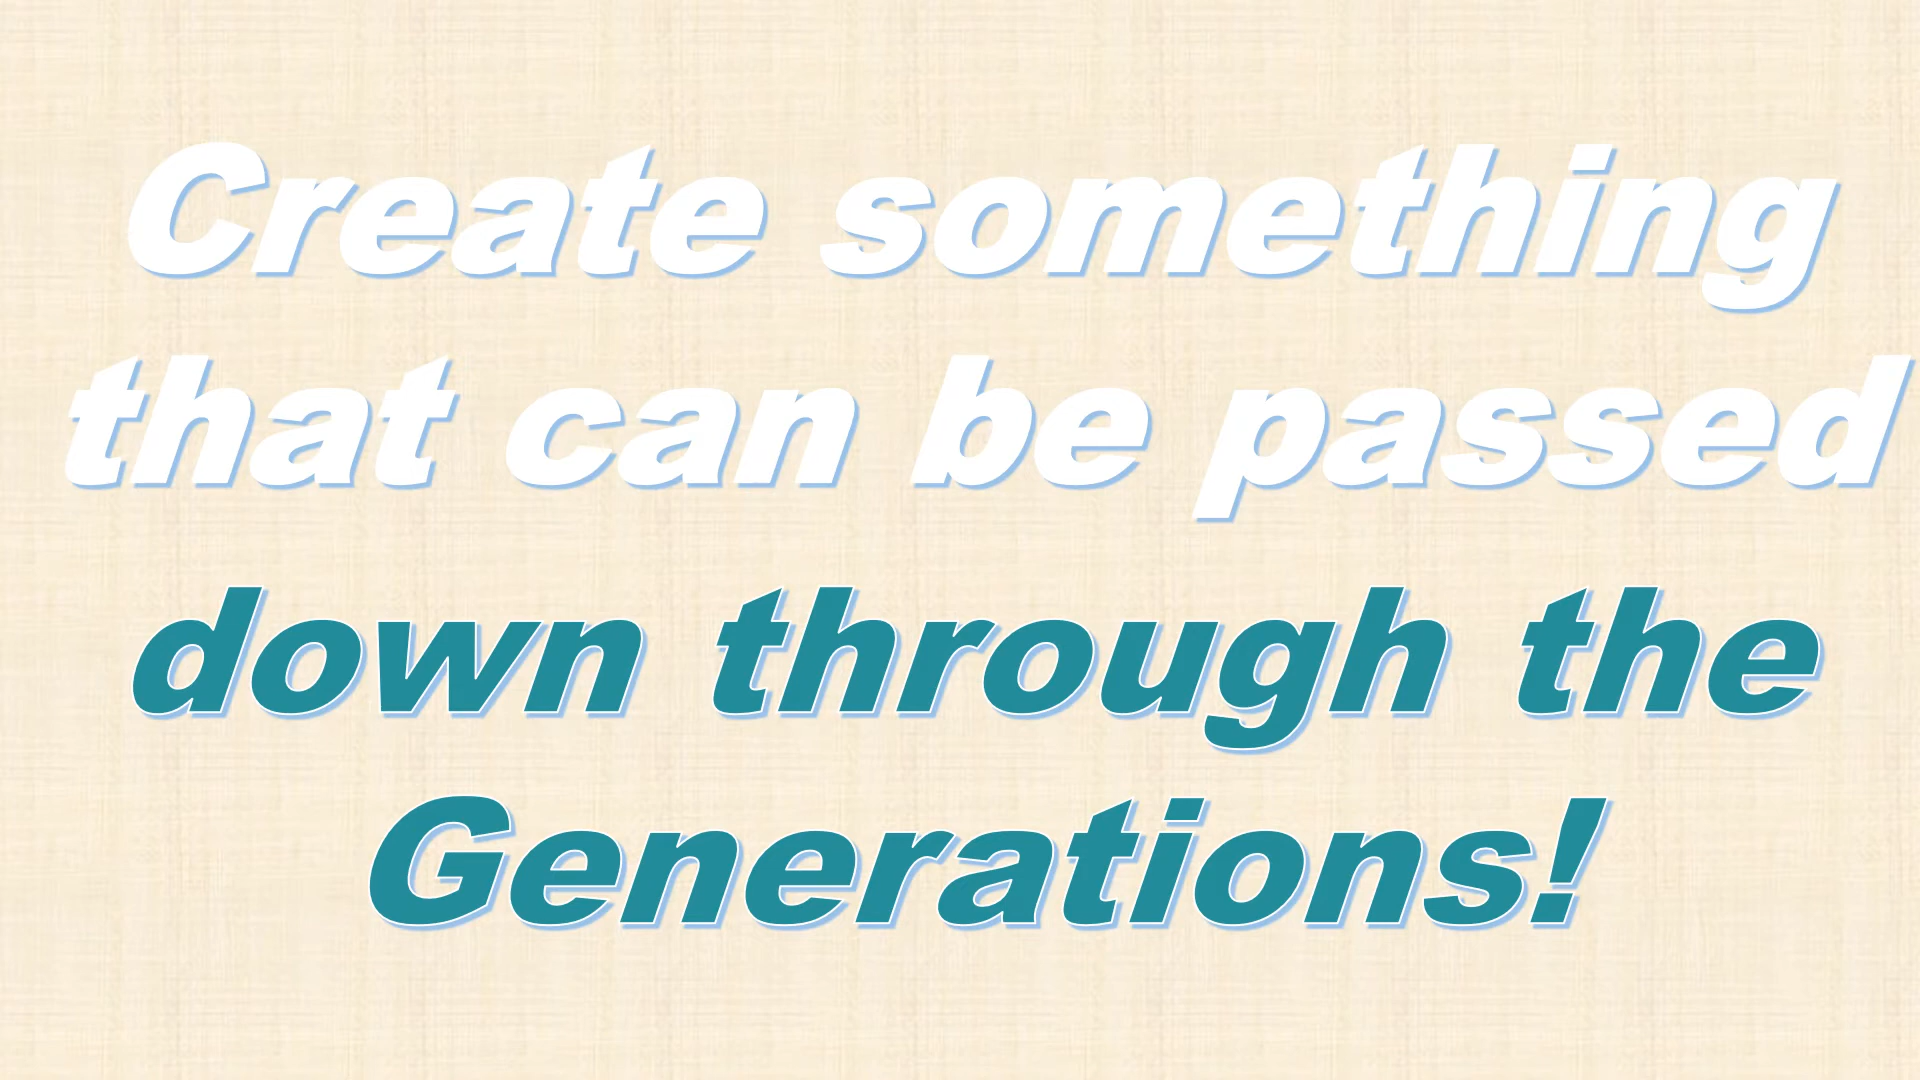 Create something
that can be passed
down through the
Generations!